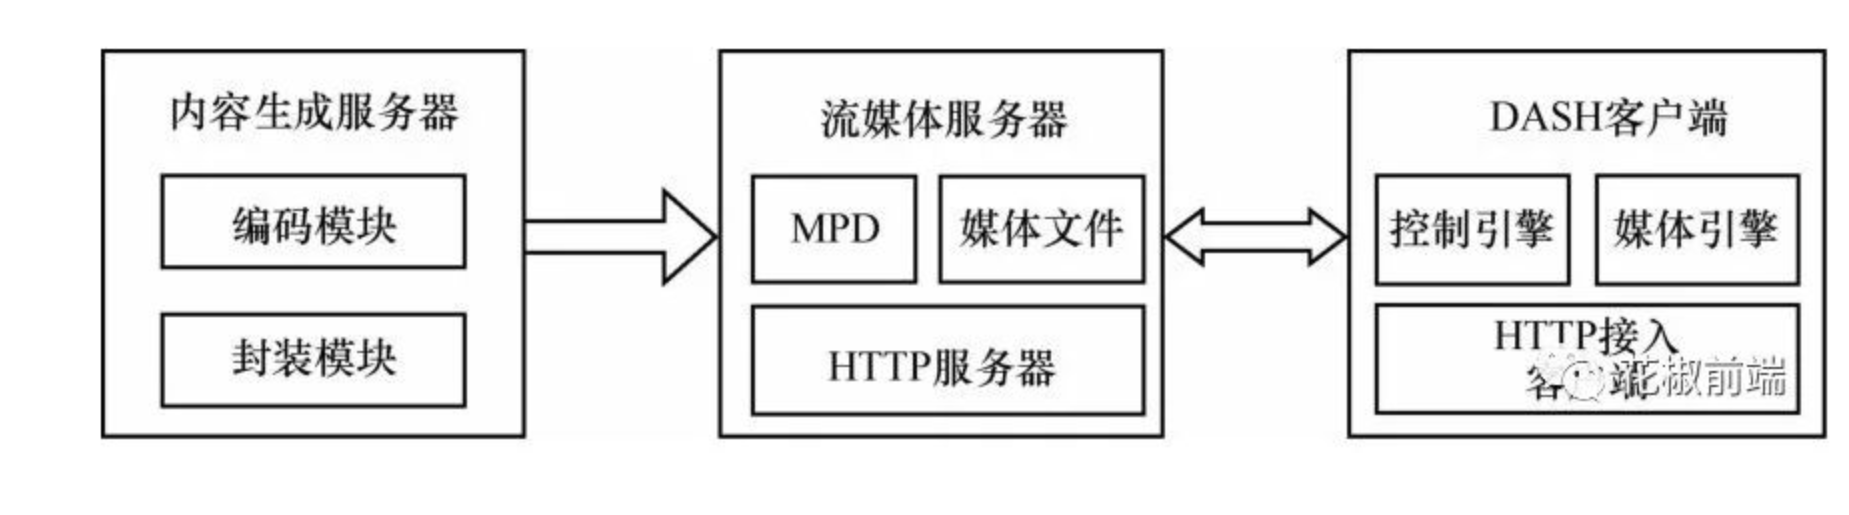 内容生成服务器
编码模块
封装模块
流媒体服务器
MPD
媒体文件
HTTP服务器
DASH客户端
控制引擎
媒体引擎
HTTP接入
客户端
花椒前端